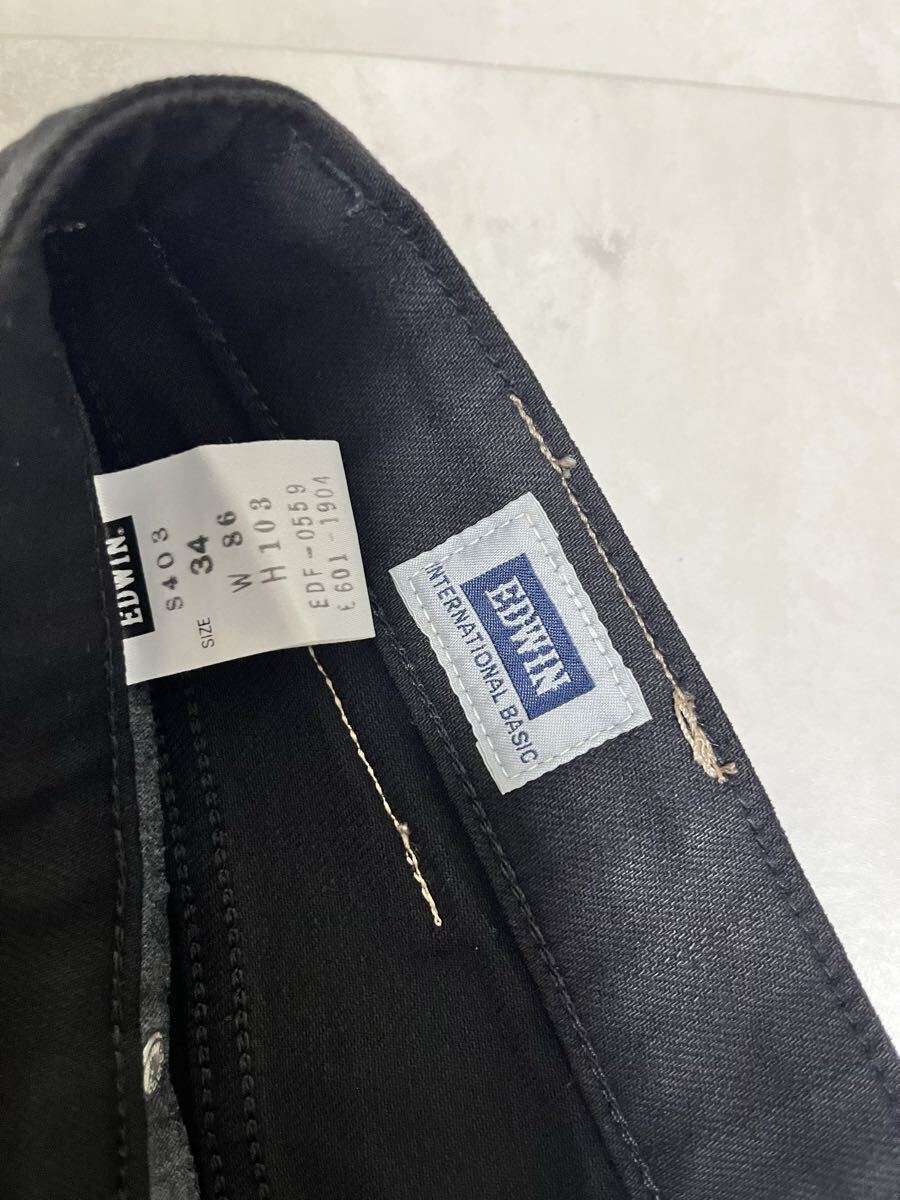 EDWIN.
S403
SIZE 34
W 86
H 103
EDF-0559
E601-1904
EDWIN
INTERNATIONAL BASIC